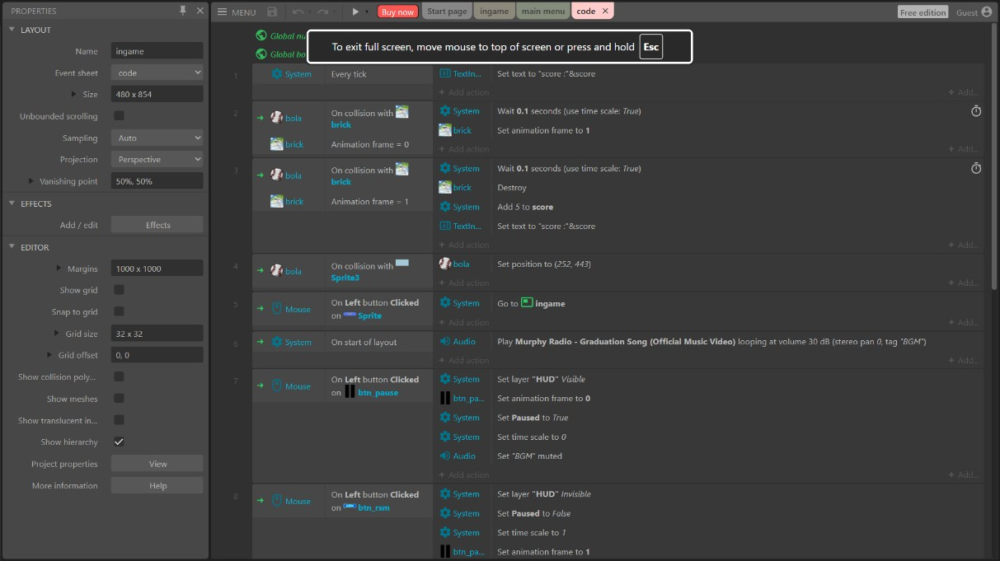 PROPERTIES
LAYOUT
Name ingame
Event sheet code
Size 480 x 854
Unbounded scrolling
Sampling Auto
Projection Perspective
Vanishing point 50%, 50%
EFFECTS
Add / edit Effects
EDITOR
Margins 1000 x 1000
Show grid
Snap to grid
Grid size 32 x 32
Grid offset 0, 0
Show collision poly...
Show meshes
Show translucent in...
Show hierarchy
Project properties View
More information Help
MENU Buy now Start page ingame main menu code Free edition Guest
Global nu
Global bo
To exit full screen, move mouse to top of screen or press and hold Esc
1 System Every tick TextIn... Set text to "score :"&score
Add action Add...
2 bola On collision with brick System Wait 0.1 seconds (use time scale: True)
brick Animation frame = 0 brick Set animation frame to 1
Add action Add...
3 bola On collision with brick System Wait 0.1 seconds (use time scale: True)
brick Animation frame = 1 brick Destroy
System Add 5 to score
TextIn... Set text to "score :"&score
Add action Add...
4 bola On collision with Sprite3 bola Set position to (252, 443)
Add action Add...
5 Mouse On Left button Clicked on Sprite System Go to ingame
Add action Add...
6 System On start of layout Audio Play Murphy Radio - Graduation Song (Official Music Video) looping at volume 30 dB (stereo pan 0, tag "BGM")
Add action Add...
7 Mouse On Left button Clicked on btn_pause System Set layer "HUD" Visible
btn_pa... Set animation frame to 0
System Set Paused to True
System Set time scale to 0
Audio Set "BGM" muted
Add action Add...
8 Mouse On Left button Clicked on btn_rsm System Set layer "HUD" Invisible
System Set Paused to False
System Set time scale to 1
btn_pa... Set animation frame to 1